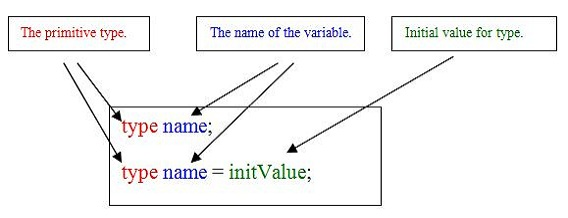 The primitive type.
The name of the variable.
Initial value for type.
type name;
type name = initValue;